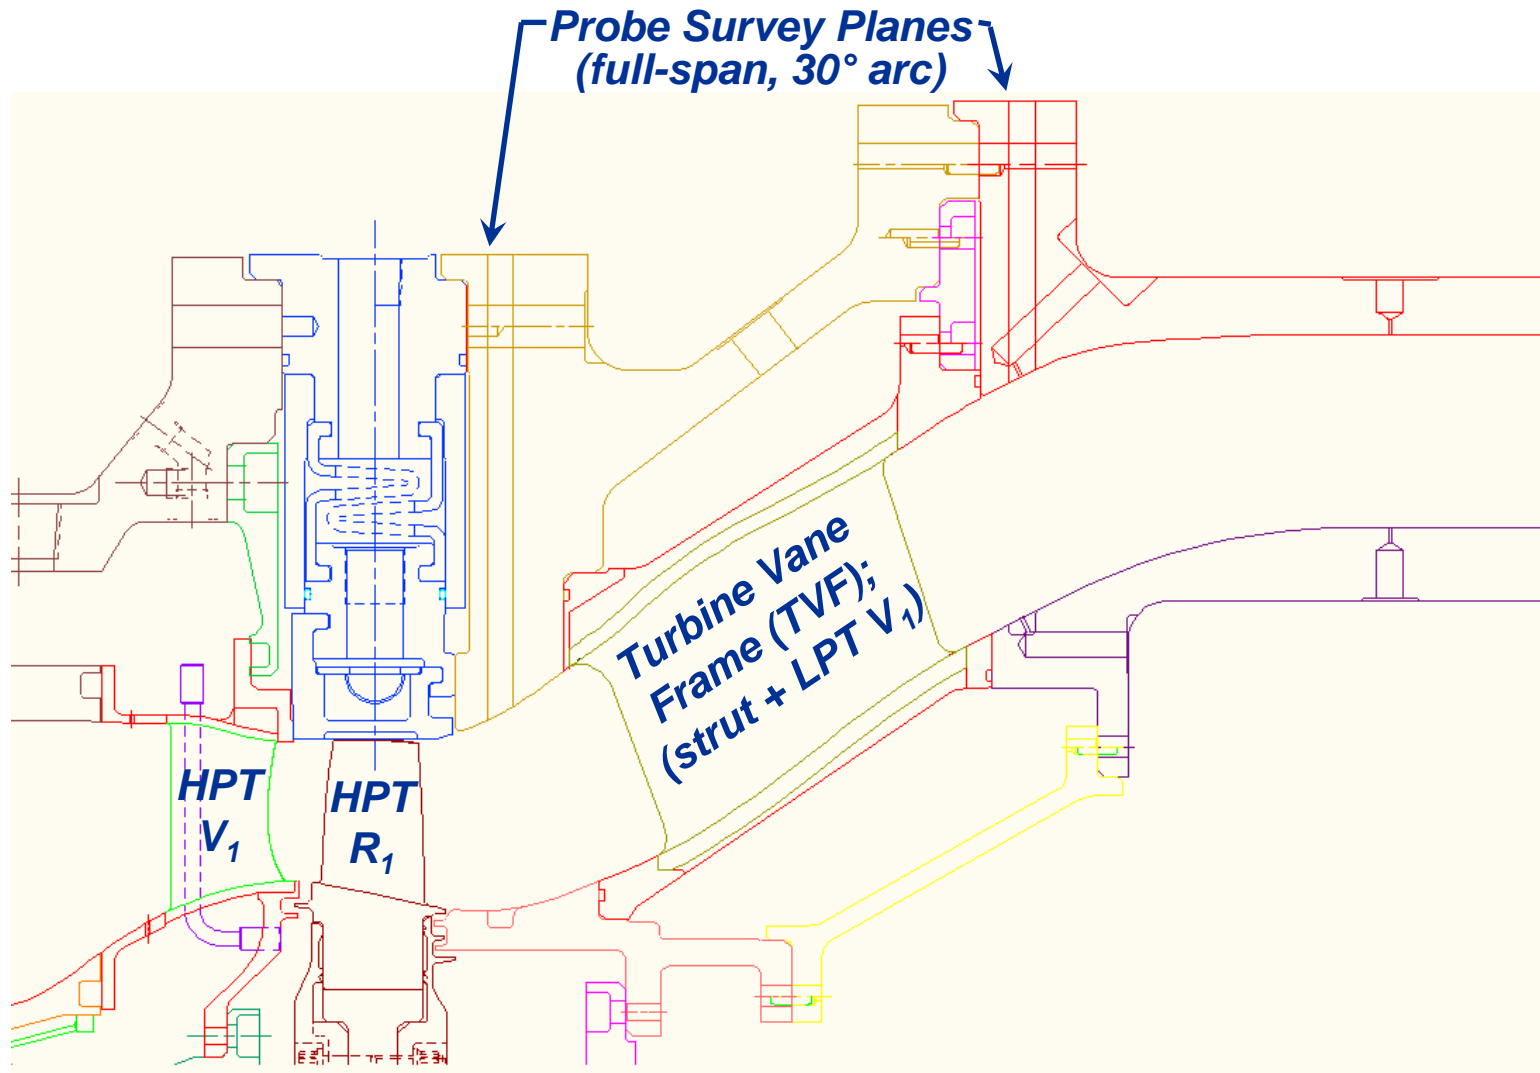 Probe Survey Planes
(full-span, 30° arc)
Turbine Vane
Frame (TVF);
(strut + LPT V₁)
HPT
V₁
HPT
R₁